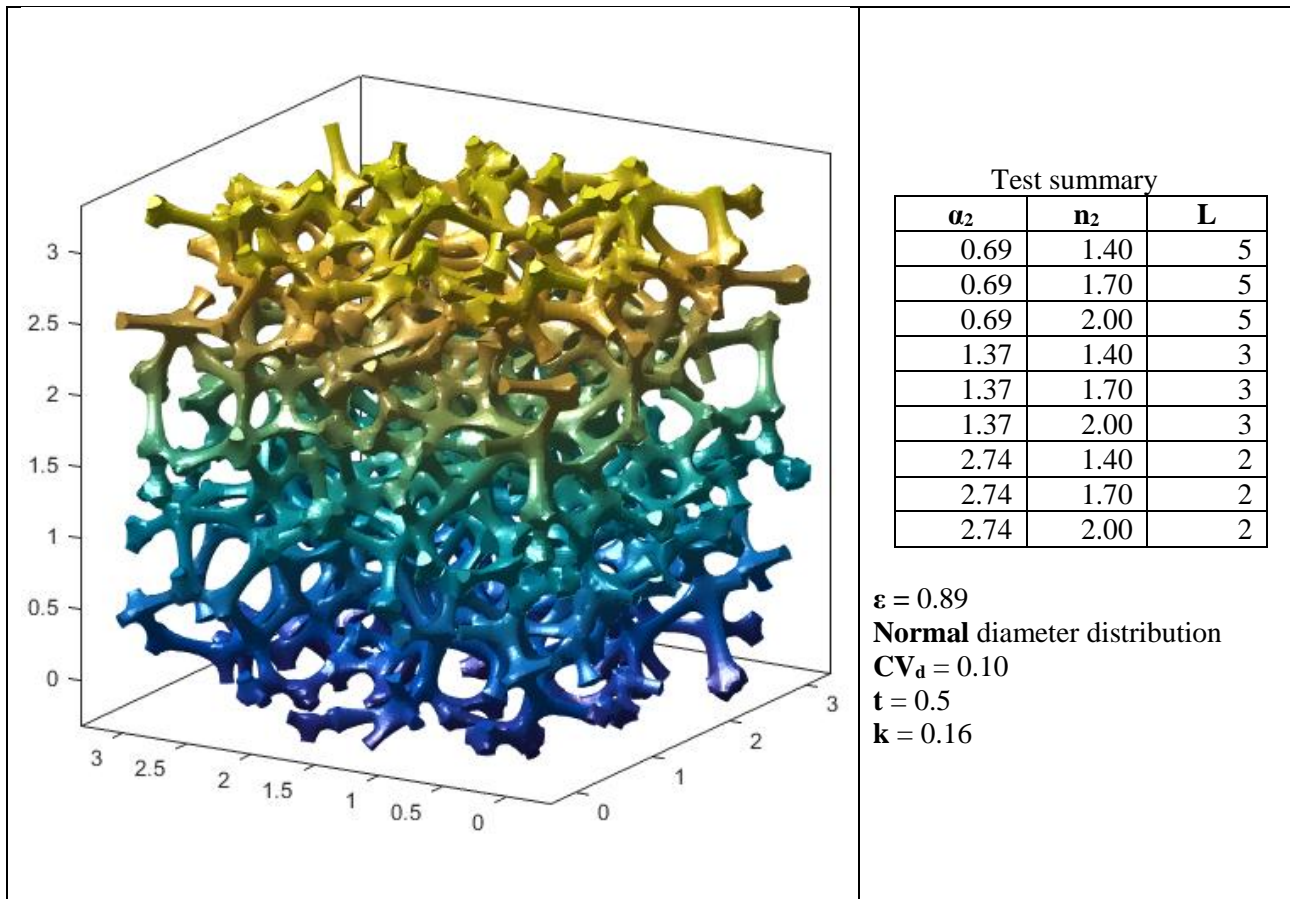 3
2.5
2
1.5
1
0.5
0
3
2.5
2
1.5
1
0.5
0
0
1
2
3
Test summary
α2 n2 L
0.69 1.40 5
0.69 1.70 5
0.69 2.00 5
1.37 1.40 3
1.37 1.70 3
1.37 2.00 3
2.74 1.40 2
2.74 1.70 2
2.74 2.00 2
ε = 0.89
Normal diameter distribution
CVd = 0.10
t = 0.5
k = 0.16